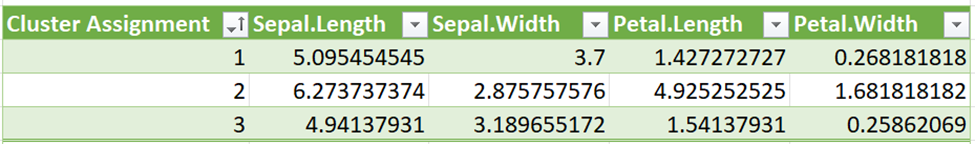 Cluster Assignment Sepal.Length Sepal.Width Petal.Length Petal.Width
1 5.095454545 3.7 1.427272727 0.268181818
2 6.273737374 2.875757576 4.925252525 1.681818182
3 4.94137931 3.189655172 1.54137931 0.25862069